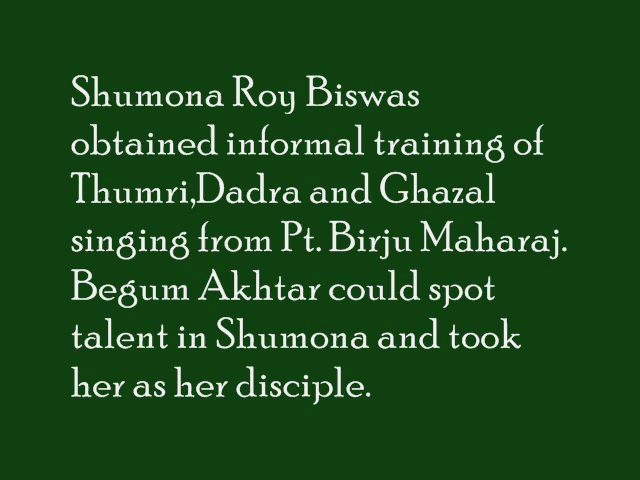 Shumona Roy Biswas
obtained informal training of
Thumri,Dadra and Ghazal
singing from Pt. Birju Maharaj.
Begum Akhtar could spot
talent in Shumona and took
her as her disciple.